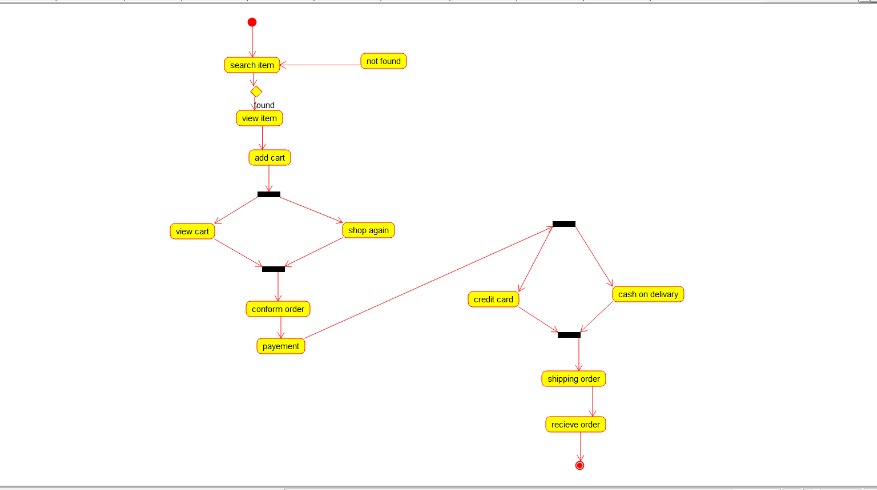 search item
not found
found
view item
add cart
view cart
shop again
conform order
payement
credit card
cash on delivary
shipping order
recieve order